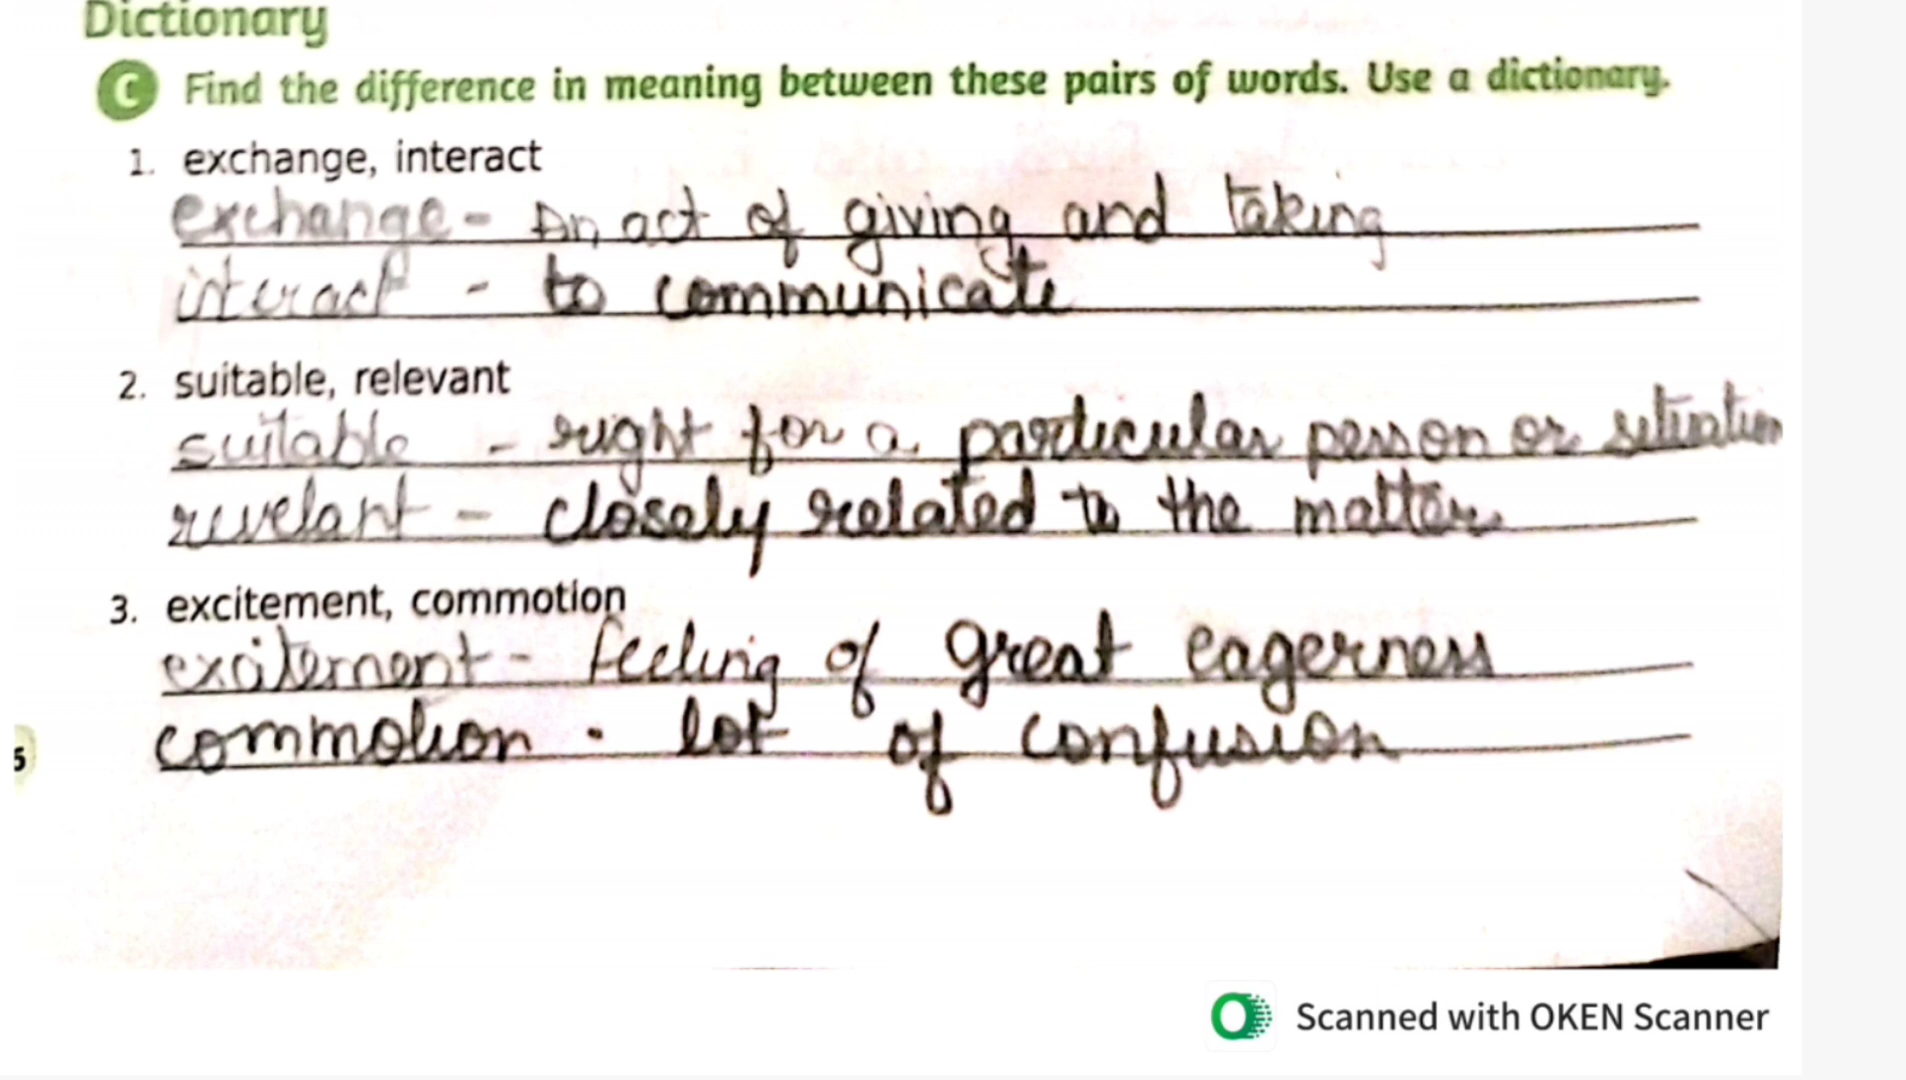 Dictionary
C Find the difference in meaning between these pairs of words. Use a dictionary.
1. exchange, interact
exchange - An act of giving and taking
interact - to communicate
2. suitable, relevant
suitable - right for a particular person or situation
revelant - closely related to the matter
3. excitement, commotion
excitement - feeling of great eagerness
commotion - lot of confusion
5
Scanned with OKEN Scanner